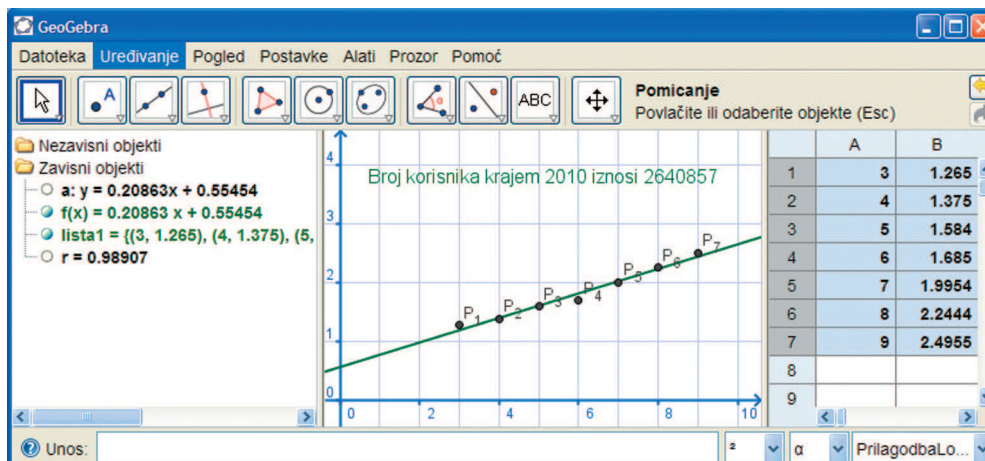 GeoGebra
Datoteka Uređivanje Pogled Postavke Alati Prozor Pomoć
A
α
ABC
Pomicanje
Povlačite ili odaberite objekte (Esc)
Nezavisni objekti
Zavisni objekti
a: y = 0.20863x + 0.55454
f(x) = 0.20863 x + 0.55454
lista1 = {(3, 1.265), (4, 1.375), (5,
r = 0.98907
Broj korisnika krajem 2010 iznosi 2640857
4
3
2
1
0
P1 P2 P3 P4 P5 P6 P7
0 2 4 6 8 10
A B
1 3 1.265
2 4 1.375
3 5 1.584
4 6 1.685
5 7 1.9954
6 8 2.2444
7 9 2.4955
8
9
Unos: ² α PrilagodbaLo...